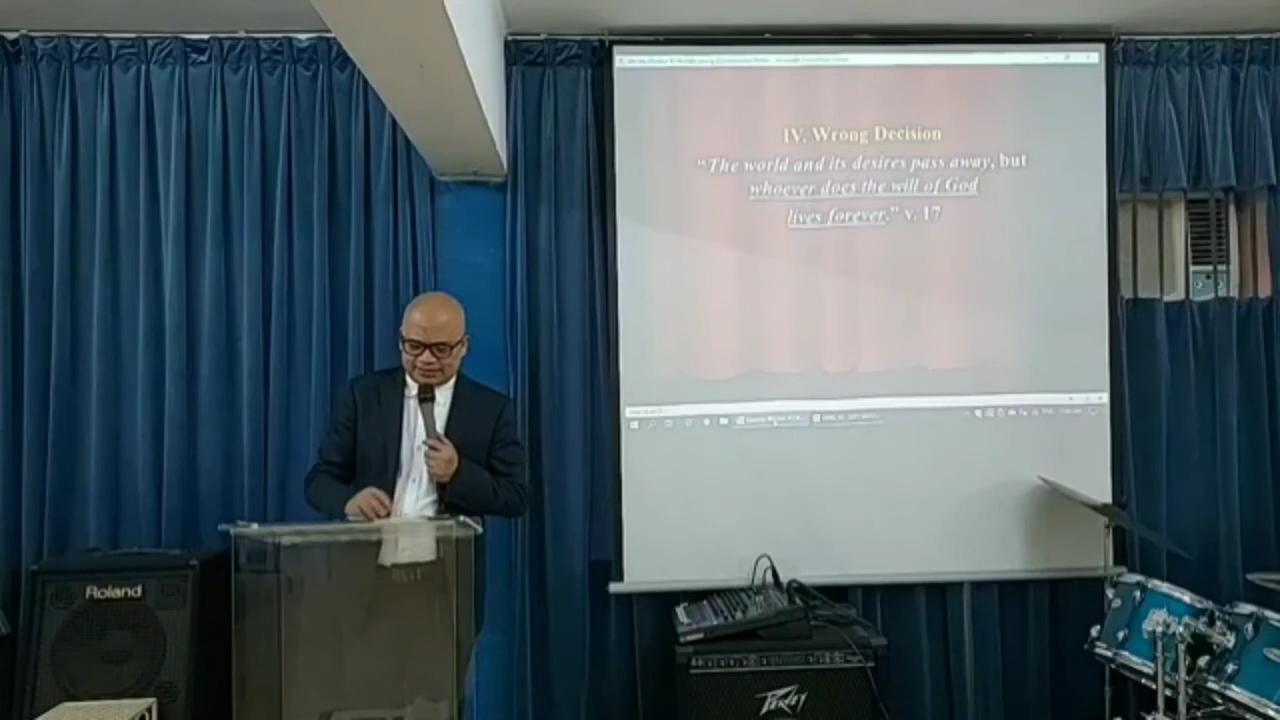 IV. Wrong Decision
“The world and its desires pass away, but
whoever does the will of God
lives forever.” v. 17
Roland
PEAVEY